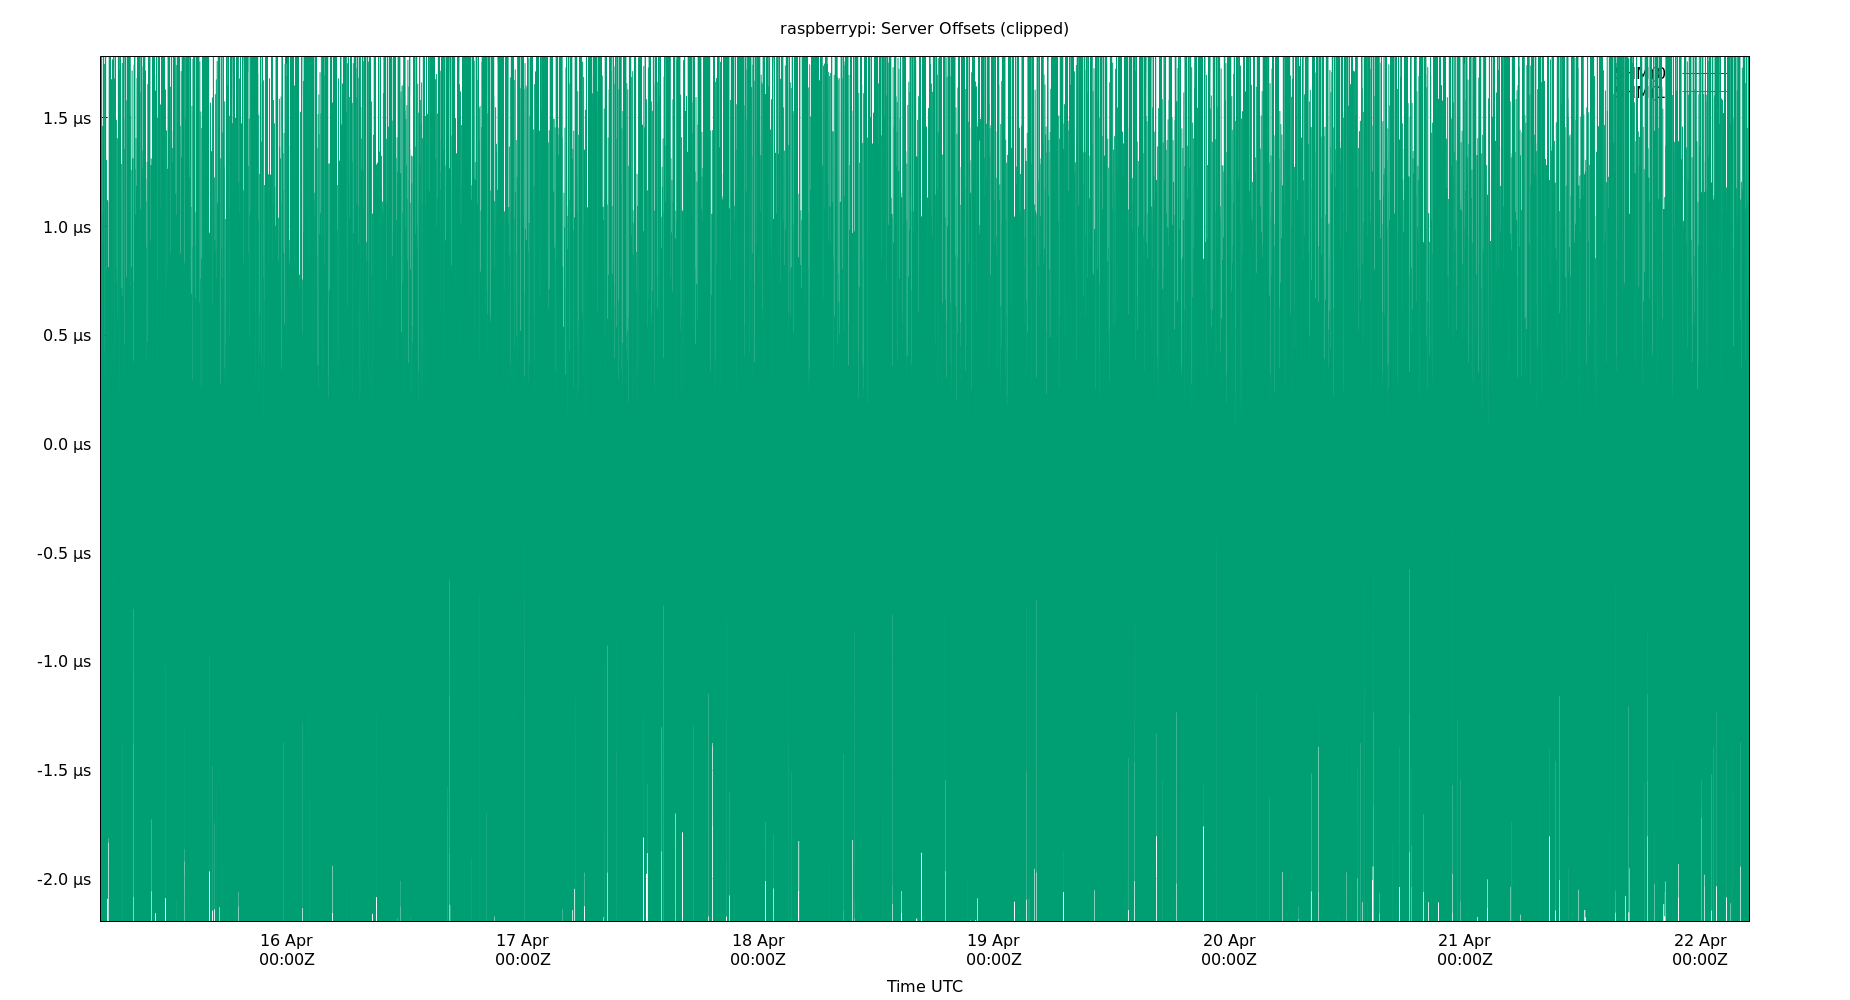 raspberrypi: Server Offsets (clipped)
1.5 µs
1.0 µs
0.5 µs
0.0 µs
-0.5 µs
-1.0 µs
-1.5 µs
-2.0 µs
16 Apr 17 Apr 18 Apr 19 Apr 20 Apr 21 Apr 22 Apr
00:00Z 00:00Z 00:00Z 00:00Z 00:00Z 00:00Z 00:00Z
Time UTC